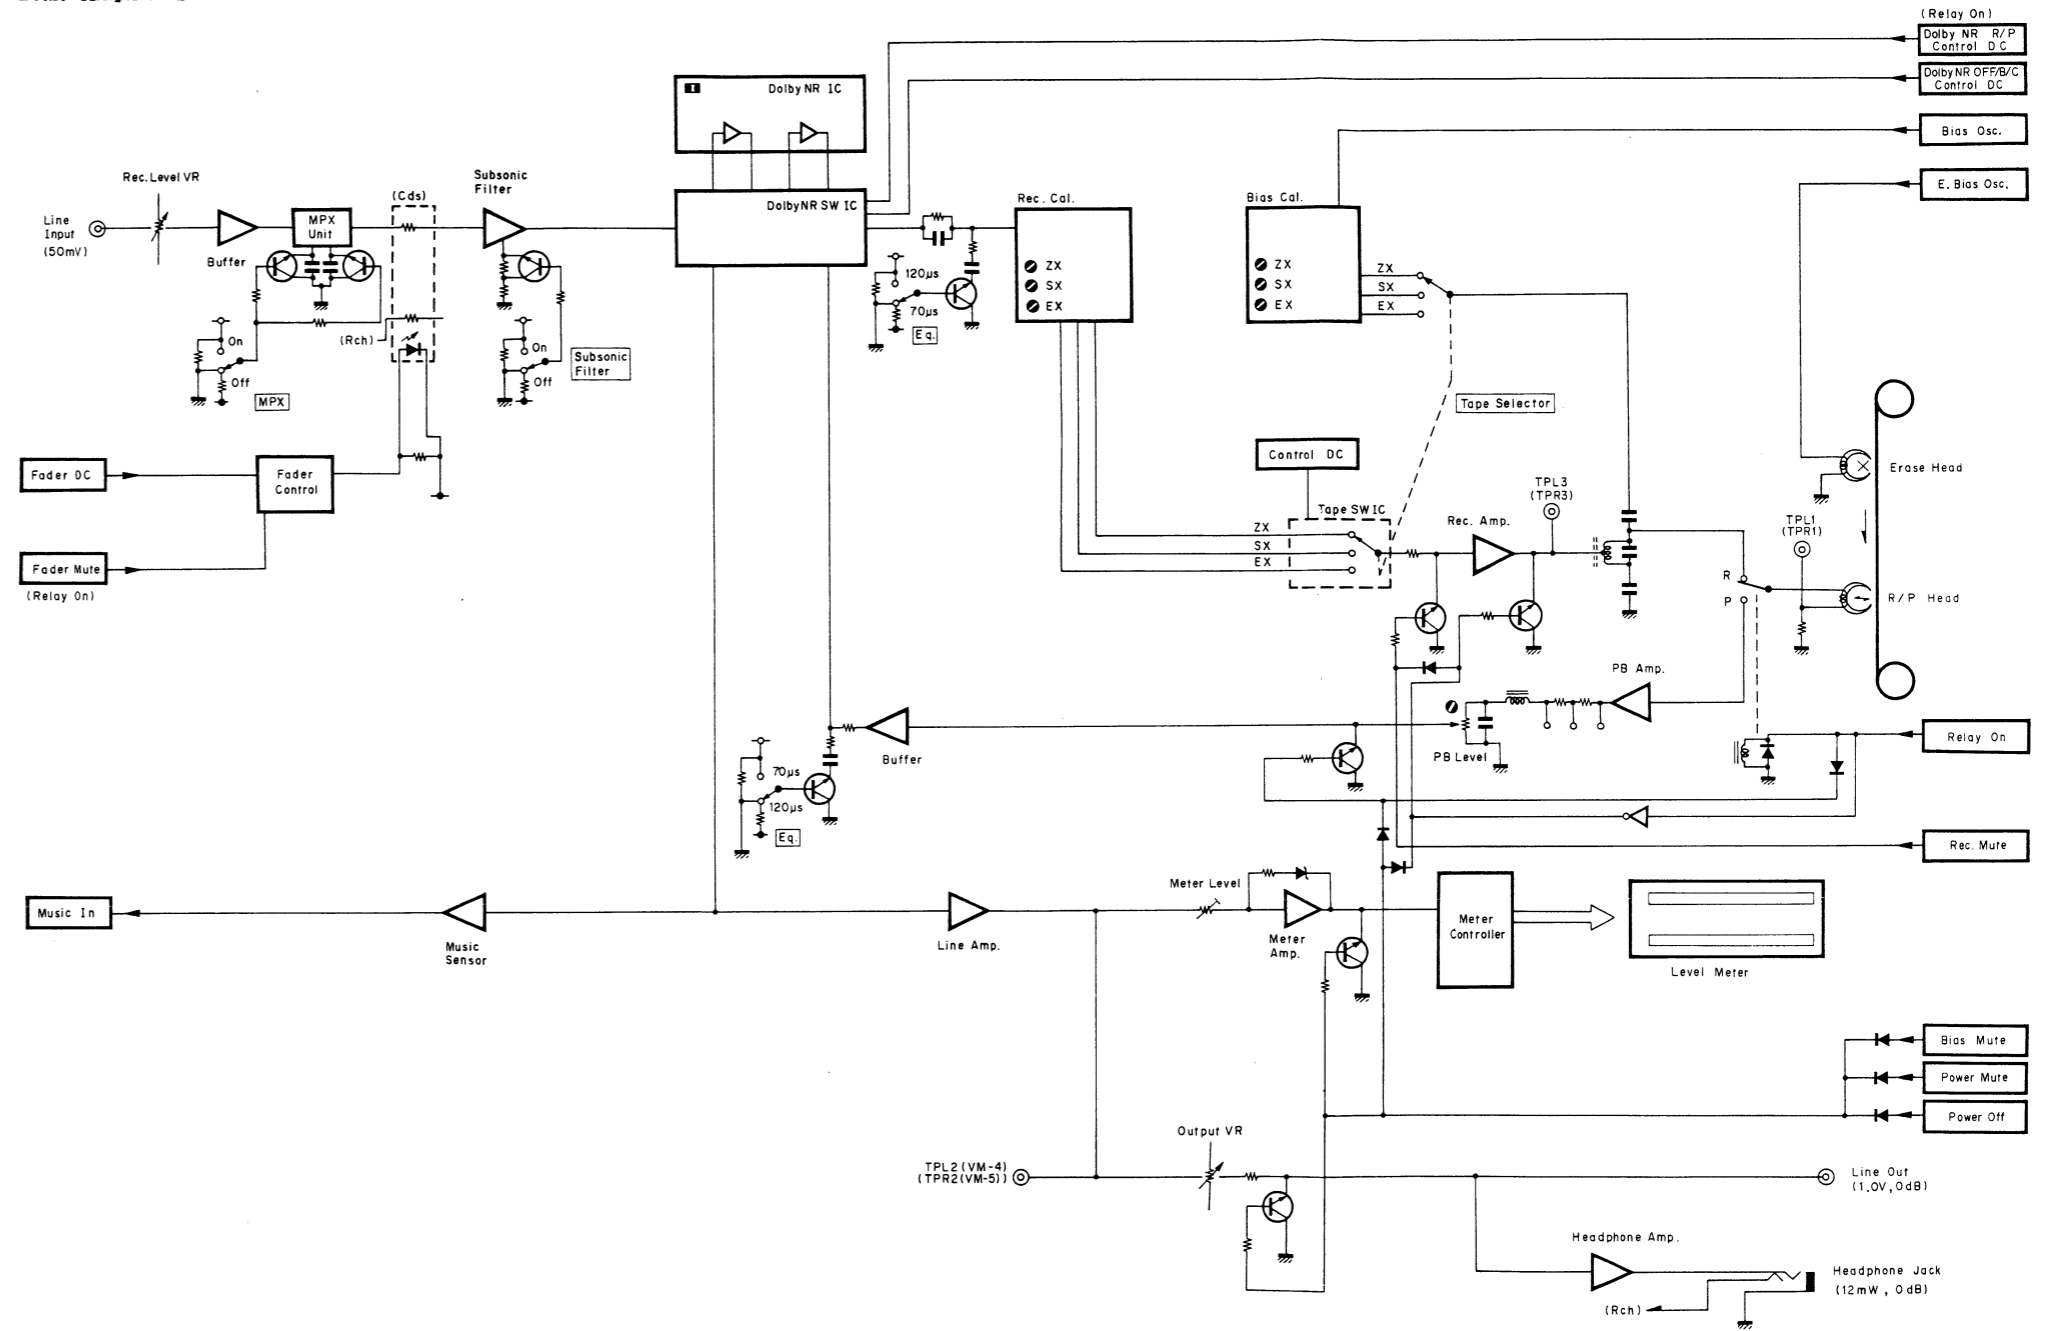 (Relay On)
Dolby NR R/P
Control DC
Dolby NR OFF/B/C
Control DC
Bias Osc.
E. Bias Osc.
I
Dolby NR IC
Dolby NR SW IC
Rec. Level VR
Line
Input
(50mV)
Buffer
MPX
Unit
(Cds)
Subsonic
Filter
On
Off
MPX
(Rch)
On
Off
Subsonic
Filter
120µs
70µs
Eq.
Rec. Cal.
ZX
SX
EX
Bias Cal.
ZX
SX
EX
ZX
SX
EX
Tape Selector
Control DC
Tape SW IC
ZX
SX
EX
Rec. Amp.
TPL3
(TPR3)
TPL1
(TPR1)
Erase Head
R
P
R/P Head
Fader DC
Fader
Control
Fader Mute
(Relay On)
PB Amp.
PB Level
Buffer
70µs
120µs
Eq.
Relay On
Rec. Mute
Music In
Music
Sensor
Line Amp.
Meter Level
Meter
Amp.
Meter
Controller
Level Meter
Bias Mute
Power Mute
Power Off
Output VR
TPL2 (VM-4)
(TPR2(VM-5))
Line Out
(1.0V, 0dB)
Headphone Amp.
Headphone Jack
(12mW, 0dB)
(Rch)